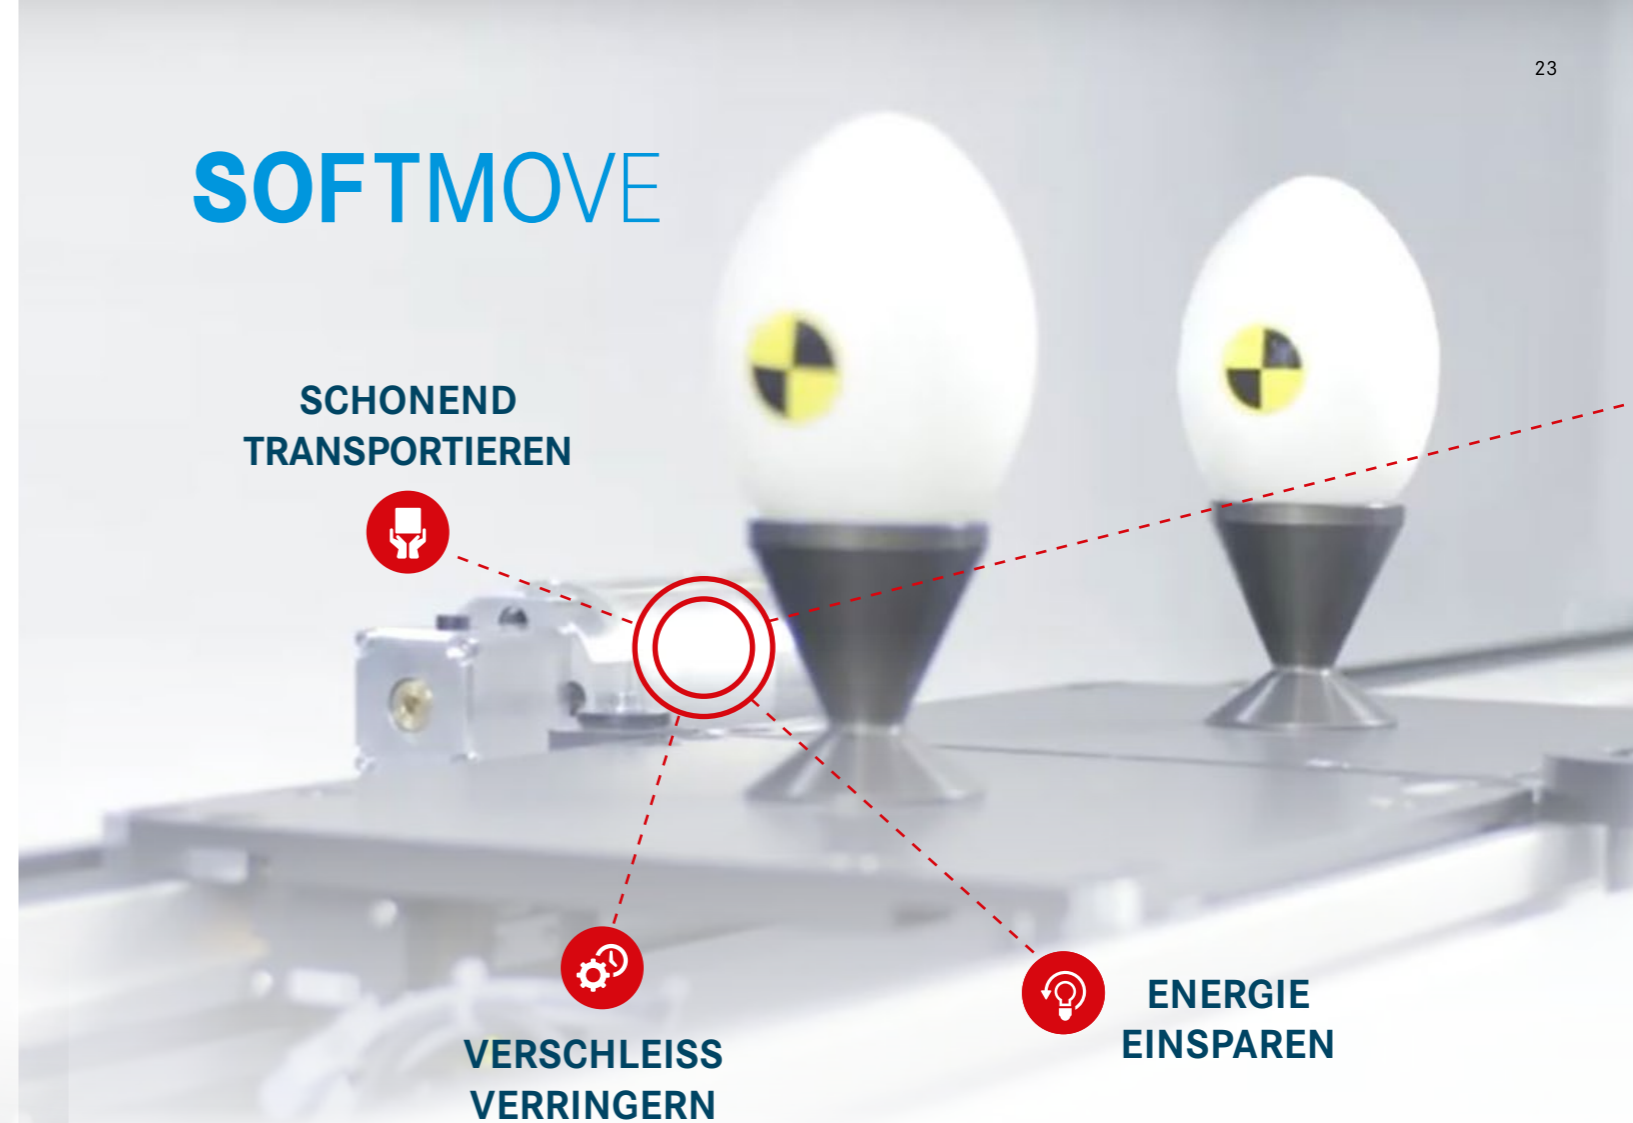 23
SOFTMOVE
SCHONEND
TRANSPORTIEREN
VERSCHLEISS
VERRINGERN
ENERGIE
EINSPAREN